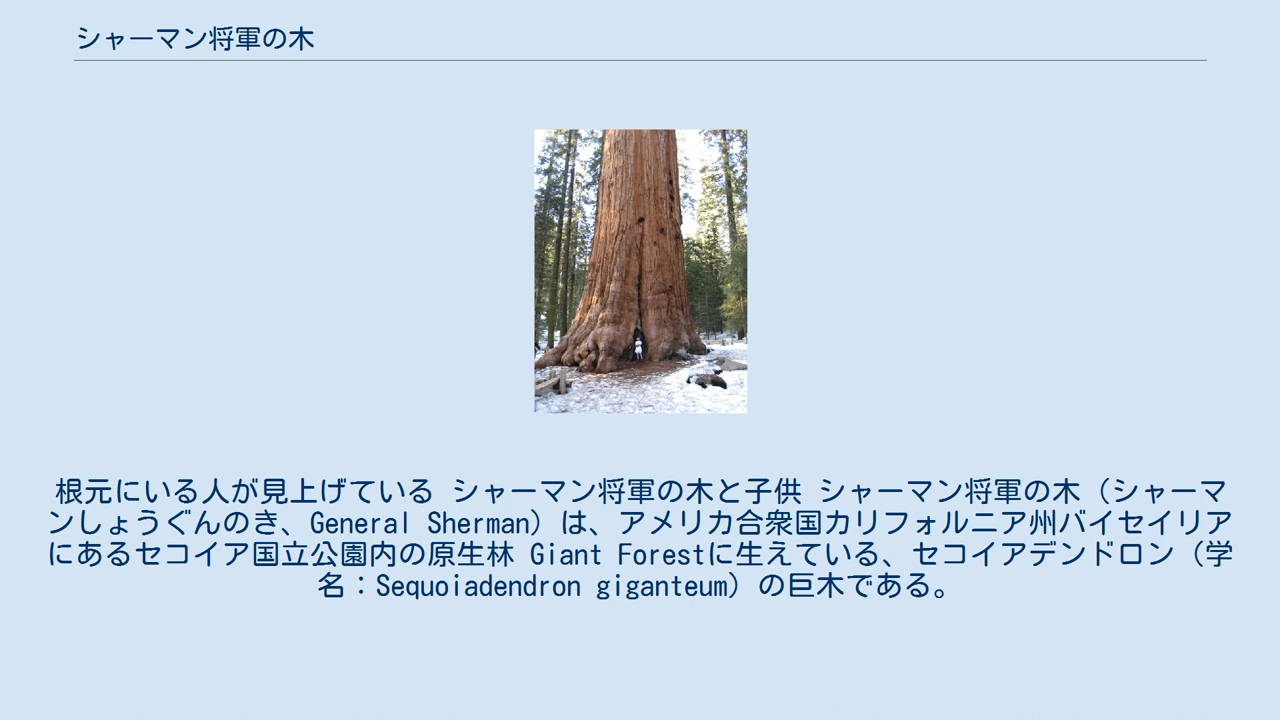 シャーマン将軍の木
根元にいる人が見上げている シャーマン将軍の木と子供 シャーマン将軍の木（シャーマ
ンしょうぐんのき、General Sherman）は、アメリカ合衆国カリフォルニア州バイセイリア
にあるセコイア国立公園内の原生林 Giant Forestに生えている、セコイアデンドロン（学
名：Sequoiadendron giganteum）の巨木である。